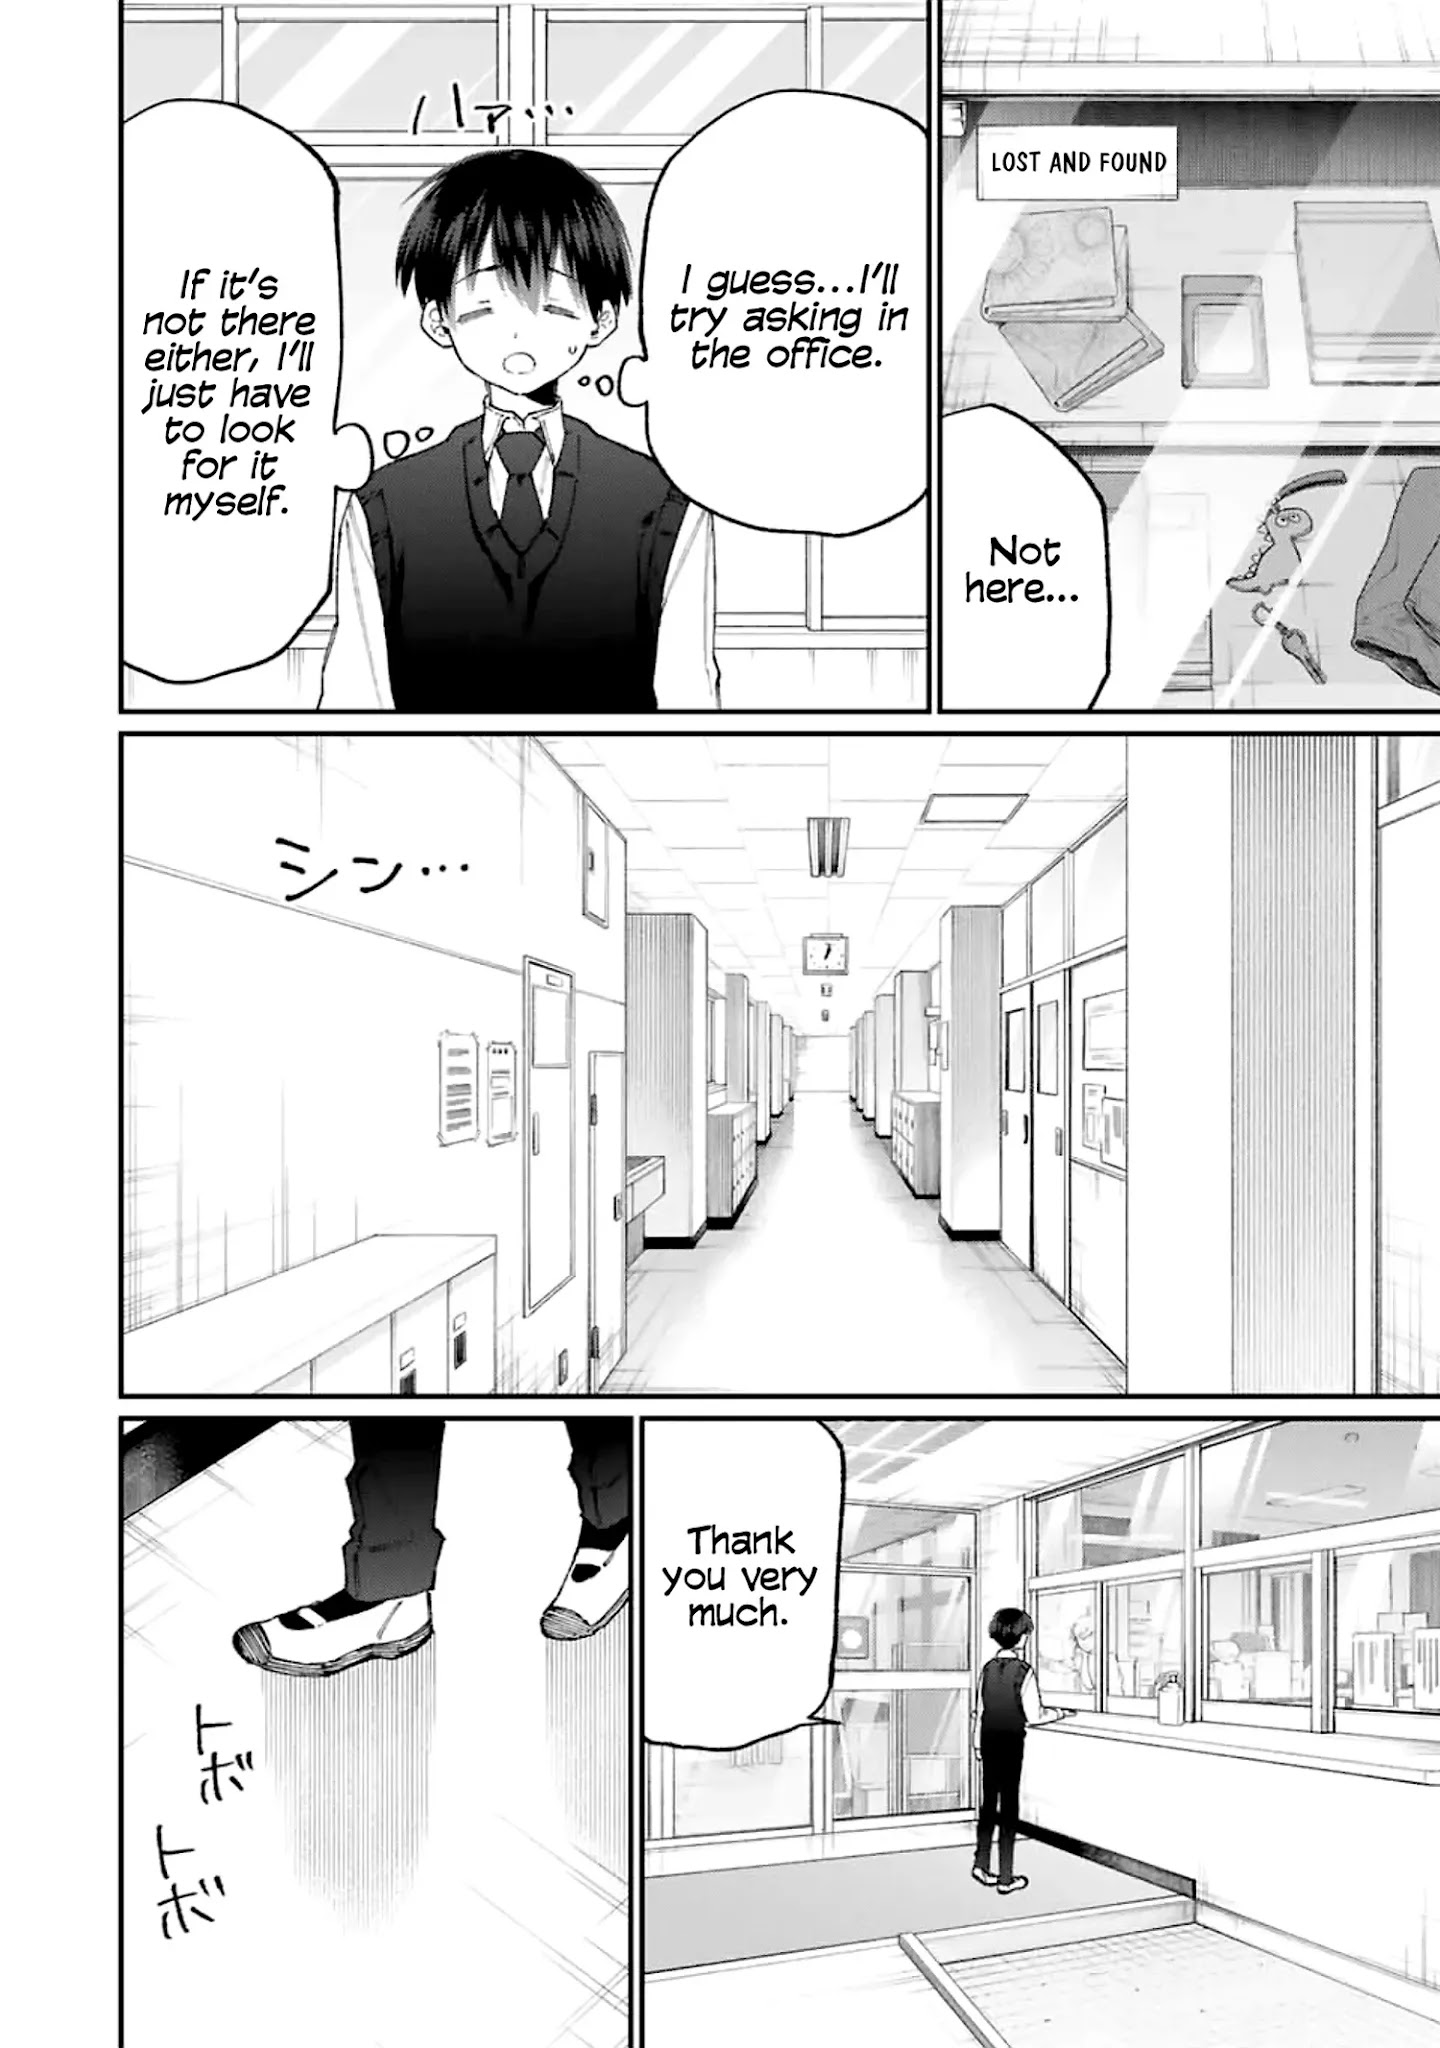 LOST AND FOUND
Not
here...
I guess...I'll
try asking in
the office.
ハァ…
If it's
not there
either, I'll
just have
to look
for it
myself.
シン…
Thank
you very
much.
トボ
トボ